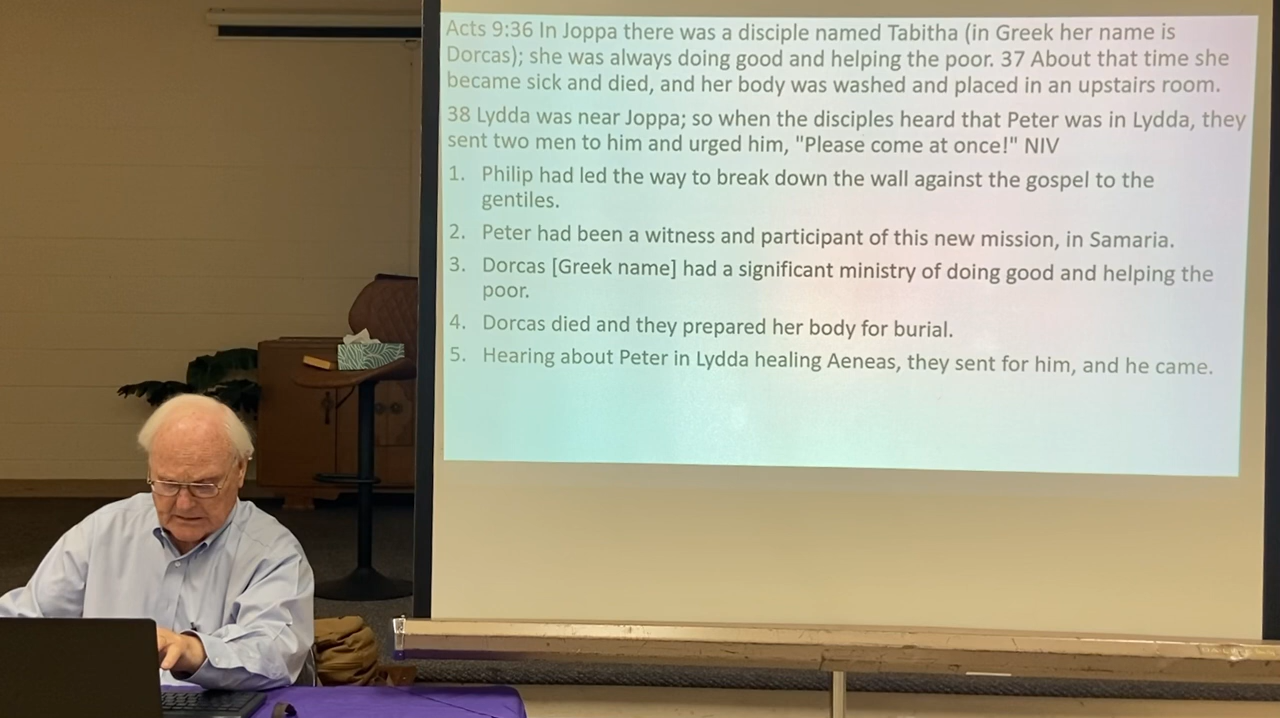 Acts 9:36 In Joppa there was a disciple named Tabitha (in Greek her name is
Dorcas); she was always doing good and helping the poor. 37 About that time she
became sick and died, and her body was washed and placed in an upstairs room.
38 Lydda was near Joppa; so when the disciples heard that Peter was in Lydda, they
sent two men to him and urged him, "Please come at once!" NIV
1. Philip had led the way to break down the wall against the gospel to the
gentiles.
2. Peter had been a witness and participant of this new mission, in Samaria.
3. Dorcas [Greek name] had a significant ministry of doing good and helping the
poor.
4. Dorcas died and they prepared her body for burial.
5. Hearing about Peter in Lydda healing Aeneas, they sent for him, and he came.